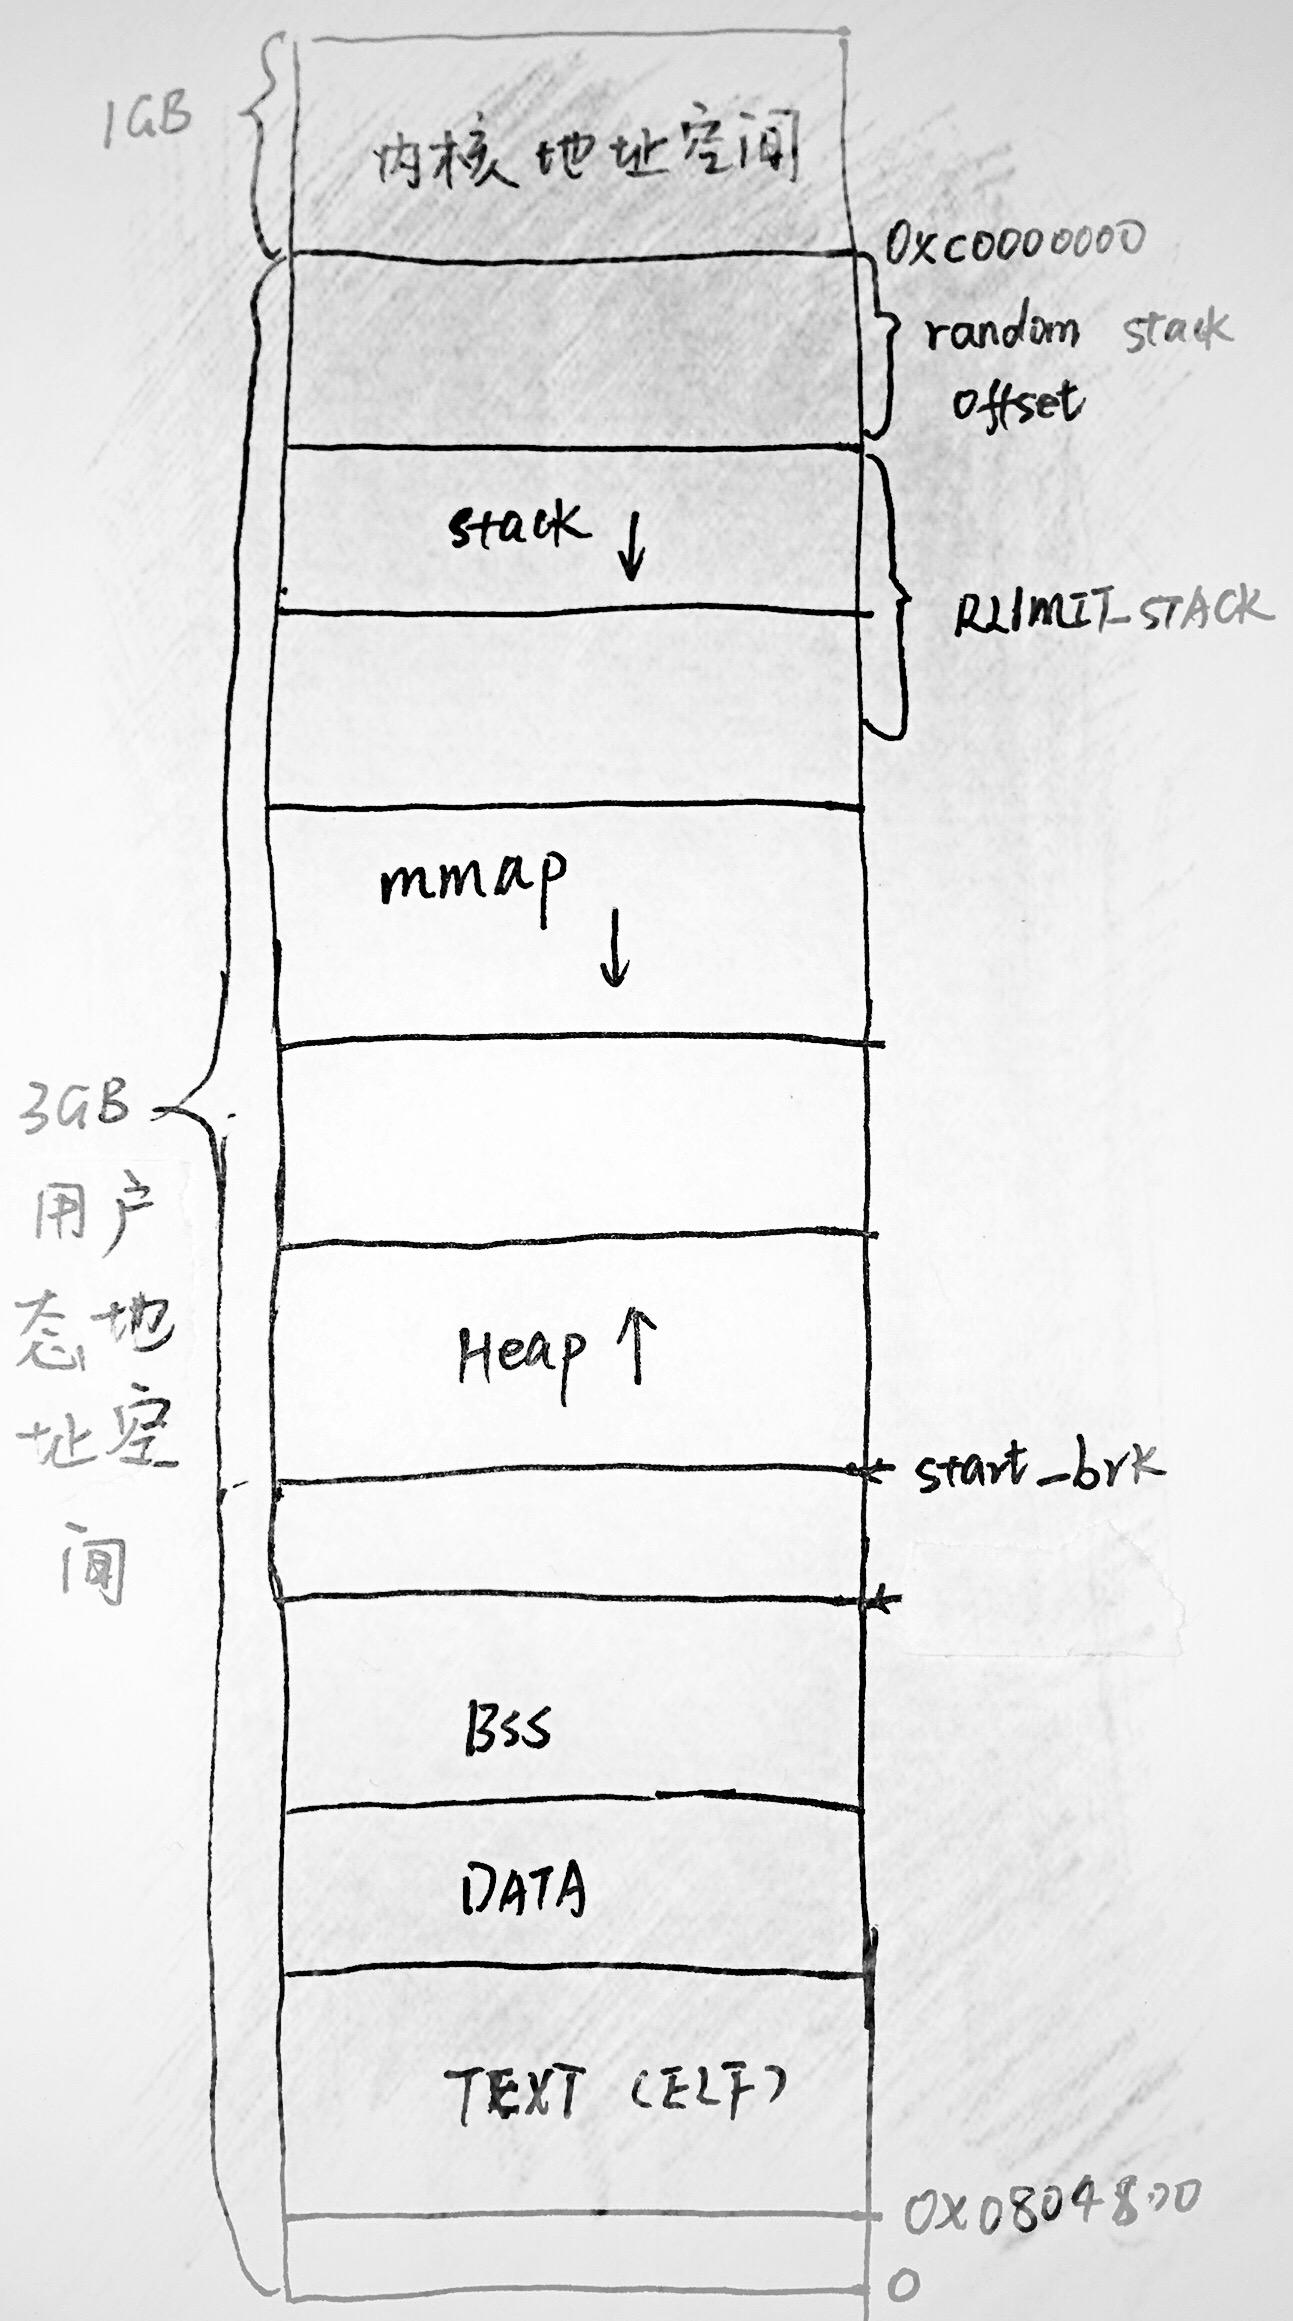 1GB
内核地址空间
0xC0000000
random stack
offset
stack ↓
RLIMIT_STACK
mmap
↓
3GB
用户
态地
址空
间
Heap ↑
start_brk
BSS
DATA
TEXT (ELF)
0X0804800
0